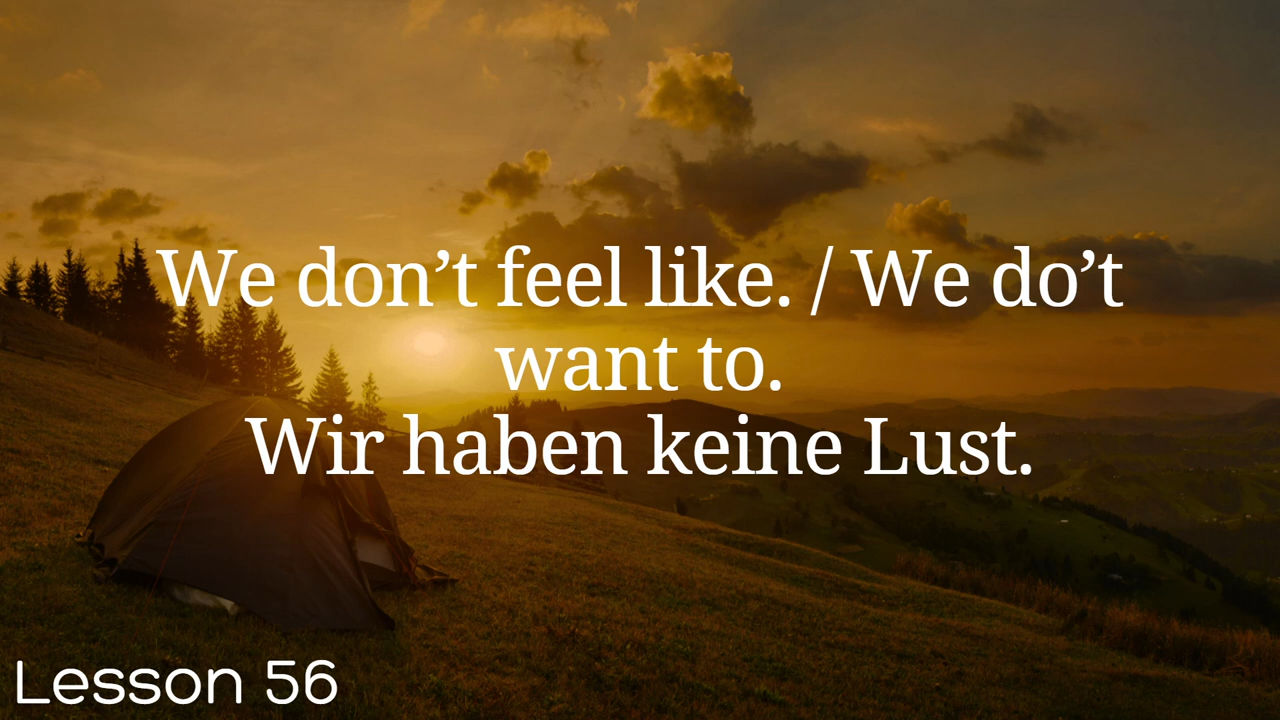 We don’t feel like. / We do’t
want to.
Wir haben keine Lust.
Lesson 56